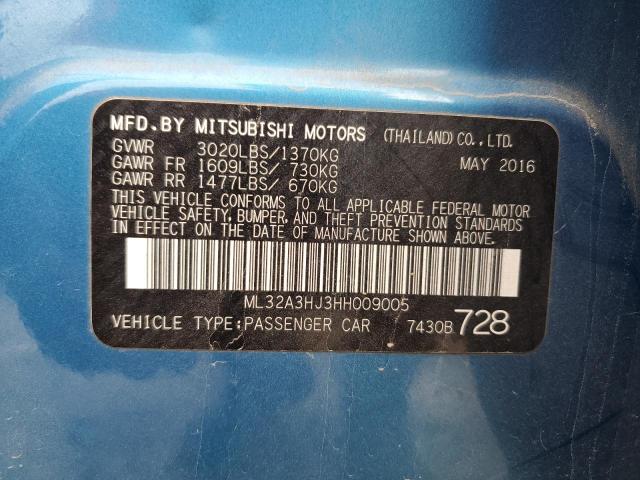 MFD.BY MITSUBISHI MOTORS (THAILAND) CO., LTD.
GVWR 3020LBS/1370KG MAY 2016
GAWR FR 1609LBS/ 730KG
GAWR RR 1477LBS/ 670KG
THIS VEHICLE CONFORMS TO ALL APPLICABLE FEDERAL MOTOR
VEHICLE SAFETY, BUMPER, AND THEFT PREVENTION STANDARDS
IN EFFECT ON THE DATE OF MANUFACTURE SHOWN ABOVE.
ML32A3HJ3HH009005
VEHICLE TYPE:PASSENGER CAR 7430B 728